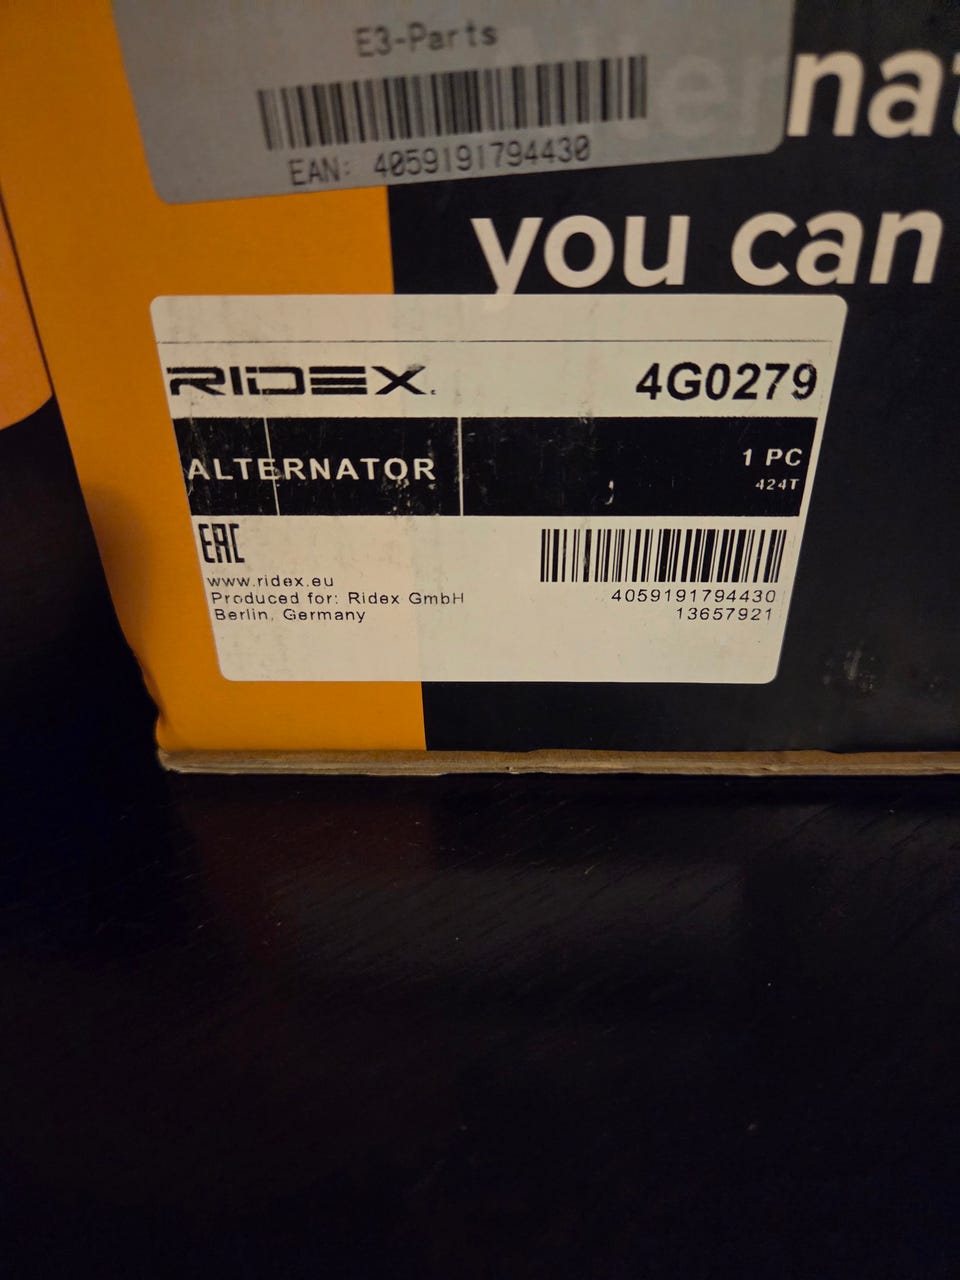 E3-Parts
EAN: 4059191794430
you can
RIDEX
4G0279
ALTERNATOR
1 PC
424T
EAC
www.ridex.eu
Produced for: Ridex GmbH
Berlin, Germany
4059191794430
13657921